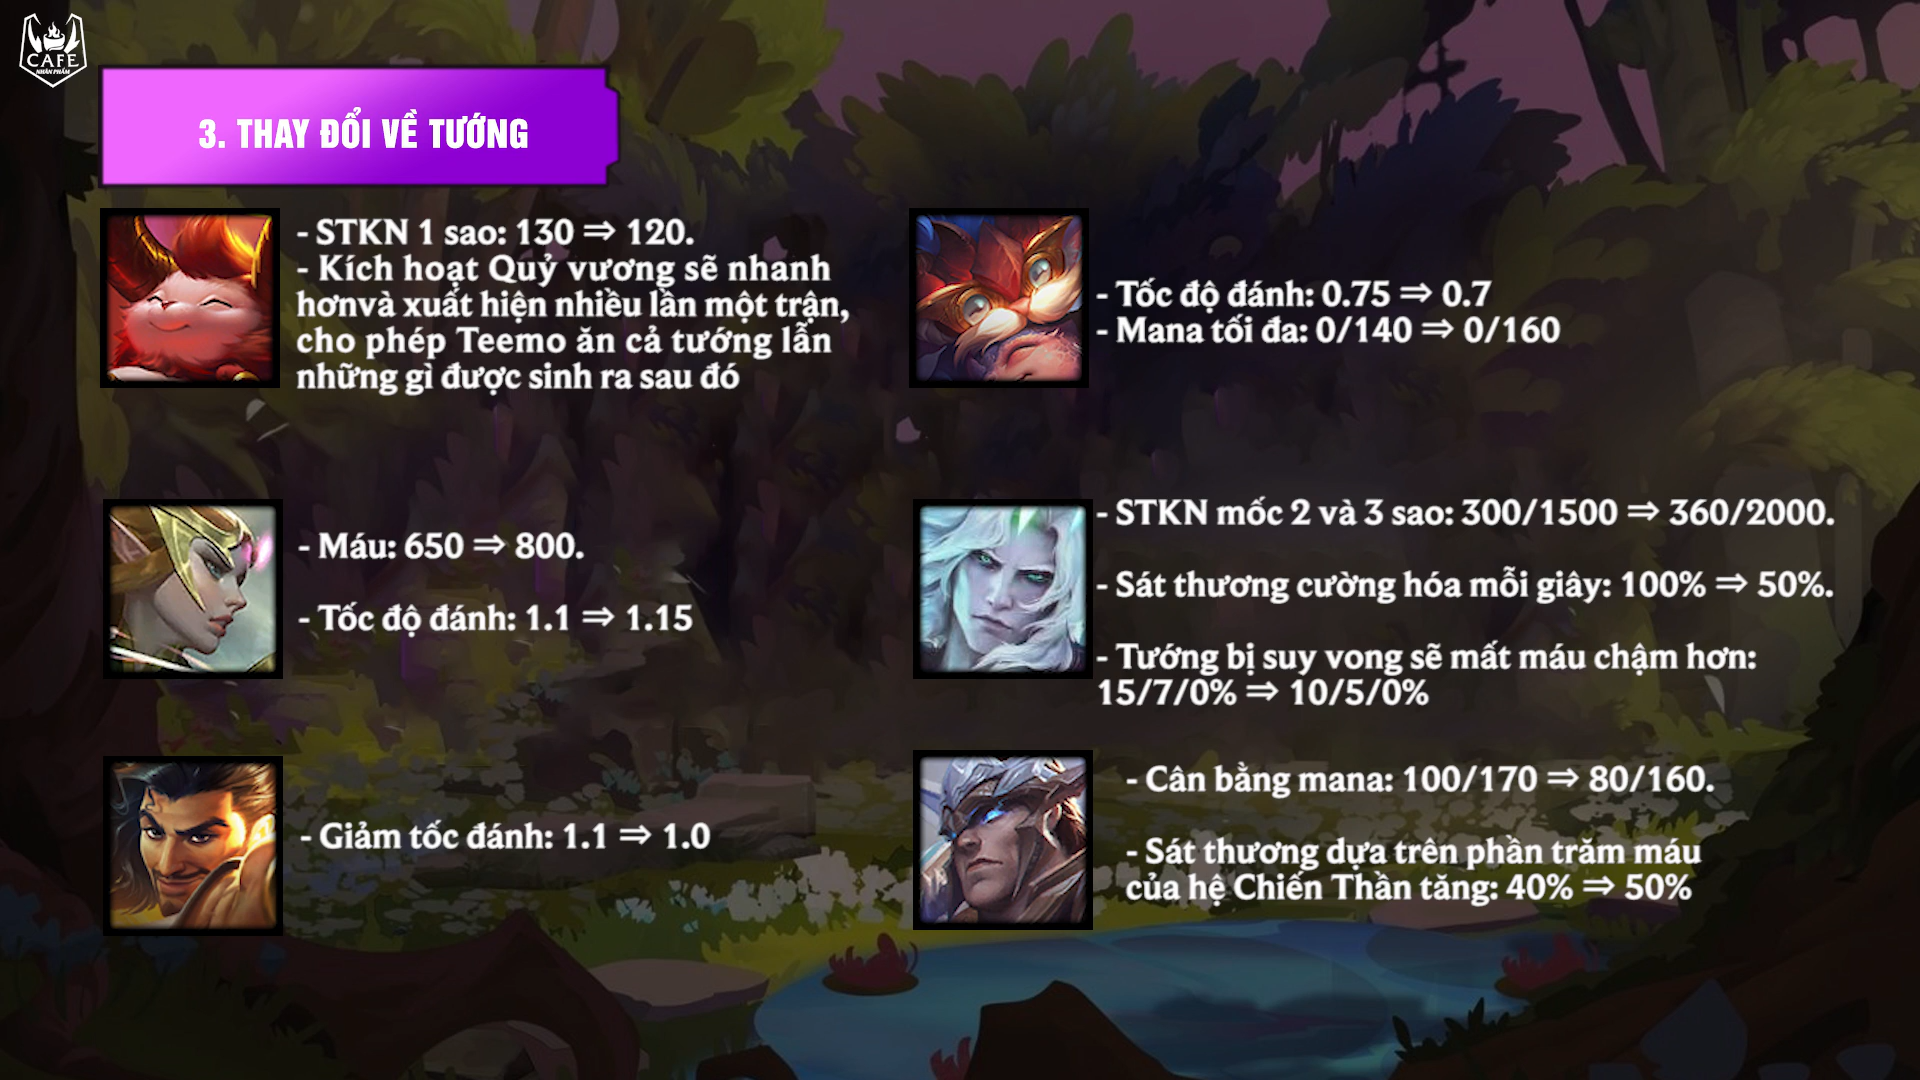 CAFE
NHÂN PHẨM
3. THAY ĐỔI VỀ TƯỚNG
- STKN 1 sao: 130 ⇒ 120.
- Kích hoạt Quỷ vương sẽ nhanh
hơnvà xuất hiện nhiều lần một trận,
cho phép Teemo ăn cả tướng lẫn
những gì được sinh ra sau đó
- Tốc độ đánh: 0.75 ⇒ 0.7
- Mana tối đa: 0/140 ⇒ 0/160
- Máu: 650 ⇒ 800.
- Tốc độ đánh: 1.1 ⇒ 1.15
- STKN mốc 2 và 3 sao: 300/1500 ⇒ 360/2000.
- Sát thương cường hóa mỗi giây: 100% ⇒ 50%.
- Tướng bị suy vong sẽ mất máu chậm hơn:
15/7/0% ⇒ 10/5/0%
- Giảm tốc đánh: 1.1 ⇒ 1.0
- Cân bằng mana: 100/170 ⇒ 80/160.
- Sát thương dựa trên phần trăm máu
của hệ Chiến Thần tăng: 40% ⇒ 50%